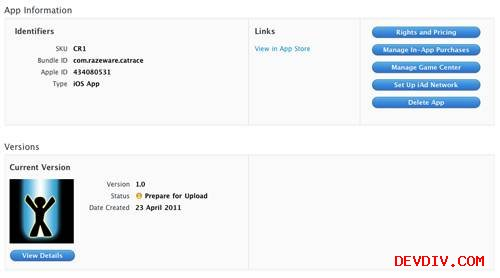 App Information
Identifiers
SKU CR1
Bundle ID com.razeware.catrace
Apple ID 434080531
Type iOS App
Links
View in App Store
Rights and Pricing
Manage In-App Purchases
Manage Game Center
Set Up iAd Network
Delete App
Versions
Current Version
Version 1.0
Status Prepare for Upload
Date Created 23 April 2011
View Details
DEVDIV.COM